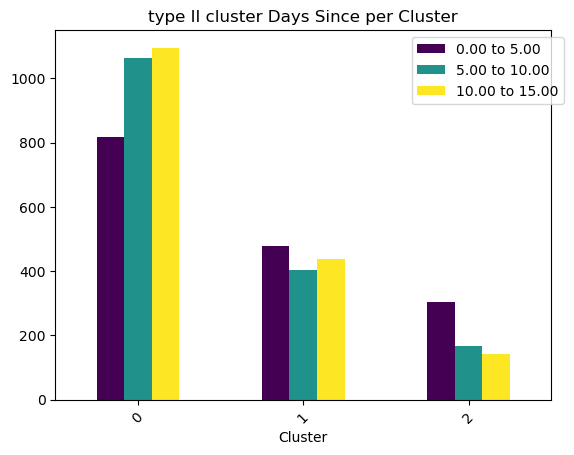 type II cluster Days Since per Cluster
0.00 to 5.00
5.00 to 10.00
10.00 to 15.00
1000
800
600
400
200
0
0
1
2
Cluster